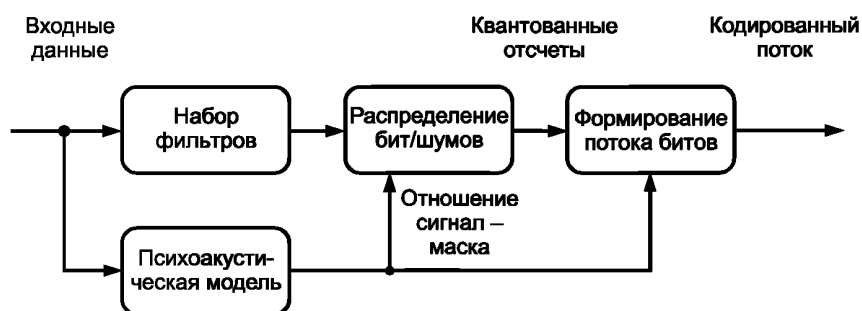 Входные
данные
Квантованные
отсчеты
Кодированный
поток
Набор
фильтров
Распределение
бит/шумов
Формирование
потока битов
Отношение
сигнал –
маска
Психоакусти-
ческая модель